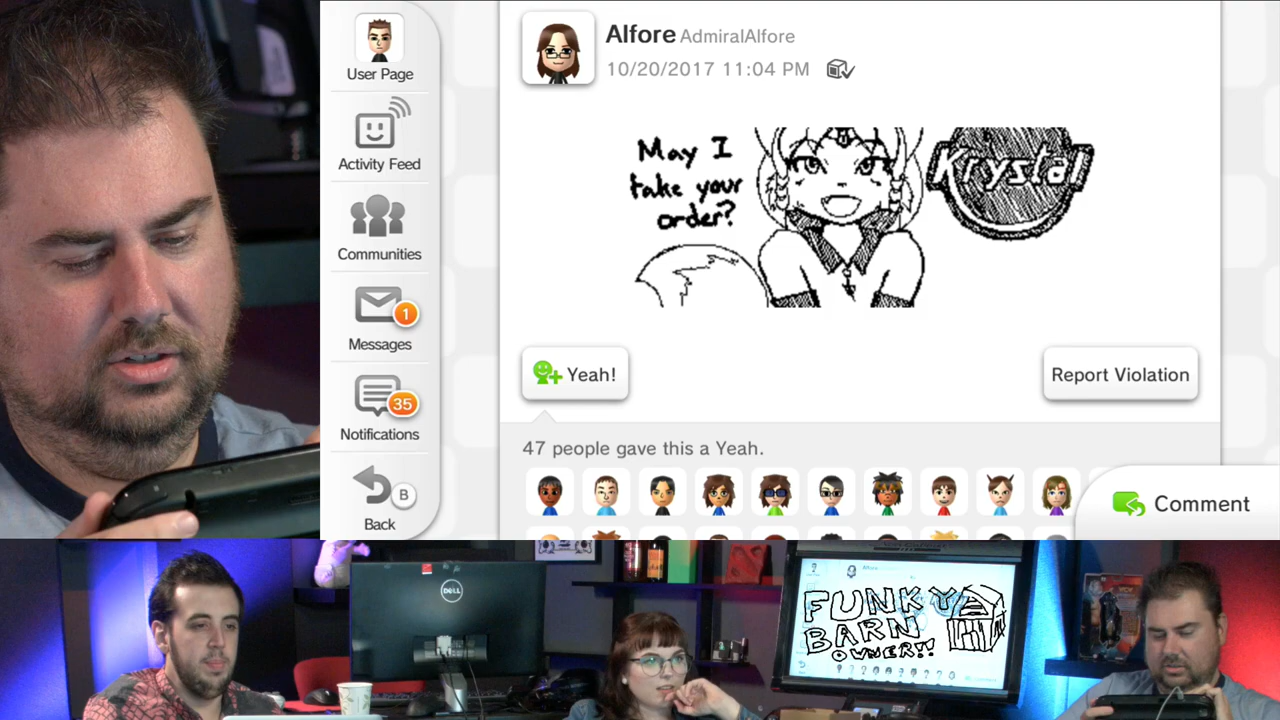 User Page
Activity Feed
Communities
1
Messages
35
Notifications
B
Back
Alfore AdmiralAlfore
10/20/2017 11:04 PM
May I
take your
order?
Krystal
Yeah!
Report Violation
47 people gave this a Yeah.
Comment
DELL
Alfore
FUNKY
BARN
OWNER!!